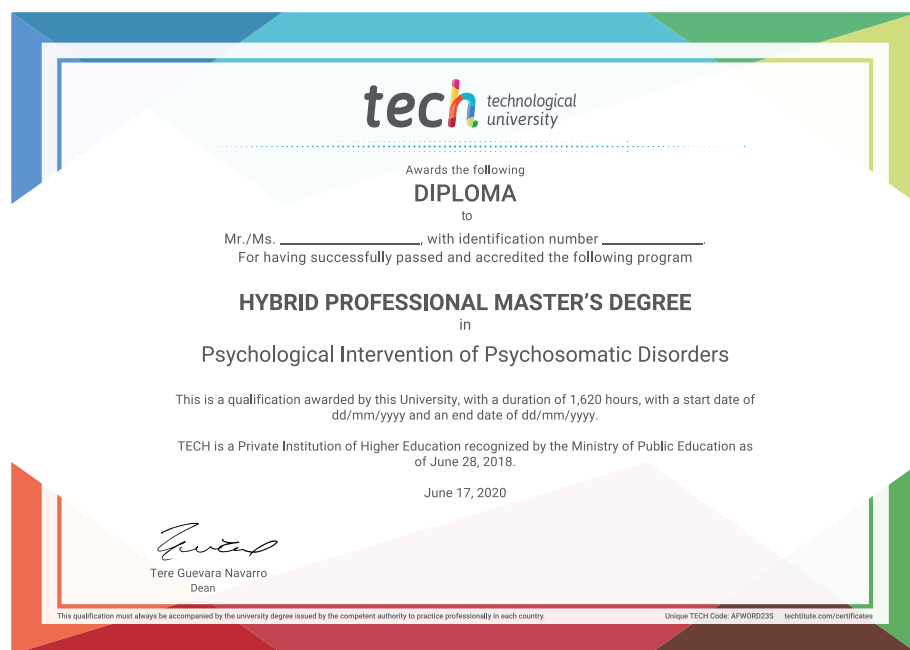 tech technological
university
Awards the following
DIPLOMA
to
Mr./Ms. ____________________, with identification number ______________.
For having successfully passed and accredited the following program
HYBRID PROFESSIONAL MASTER'S DEGREE
in
Psychological Intervention of Psychosomatic Disorders
This is a qualification awarded by this University, with a duration of 1,620 hours, with a start date of
dd/mm/yyyy and an end date of dd/mm/yyyy.
TECH is a Private Institution of Higher Education recognized by the Ministry of Public Education as
of June 28, 2018.
June 17, 2020
Tere Guevara Navarro
Dean
This qualification must always be accompanied by the university degree issued by the competent authority to practice professionally in each country.
Unique TECH Code: AFWORD23S techtitute.com/certificates